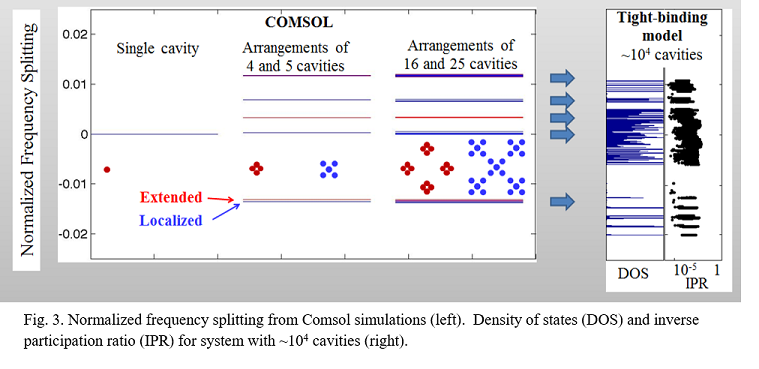 Normalized Frequency Splitting
COMSOL
Single cavity
Arrangements of
4 and 5 cavities
Arrangements of
16 and 25 cavities
0.02
0.01
0
-0.01
-0.02
Extended
Localized
Tight-binding
model
~10⁴ cavities
DOS
10⁻⁵ 1
IPR
Fig. 3. Normalized frequency splitting from Comsol simulations (left). Density of states (DOS) and inverse
participation ratio (IPR) for system with ~10⁴ cavities (right).